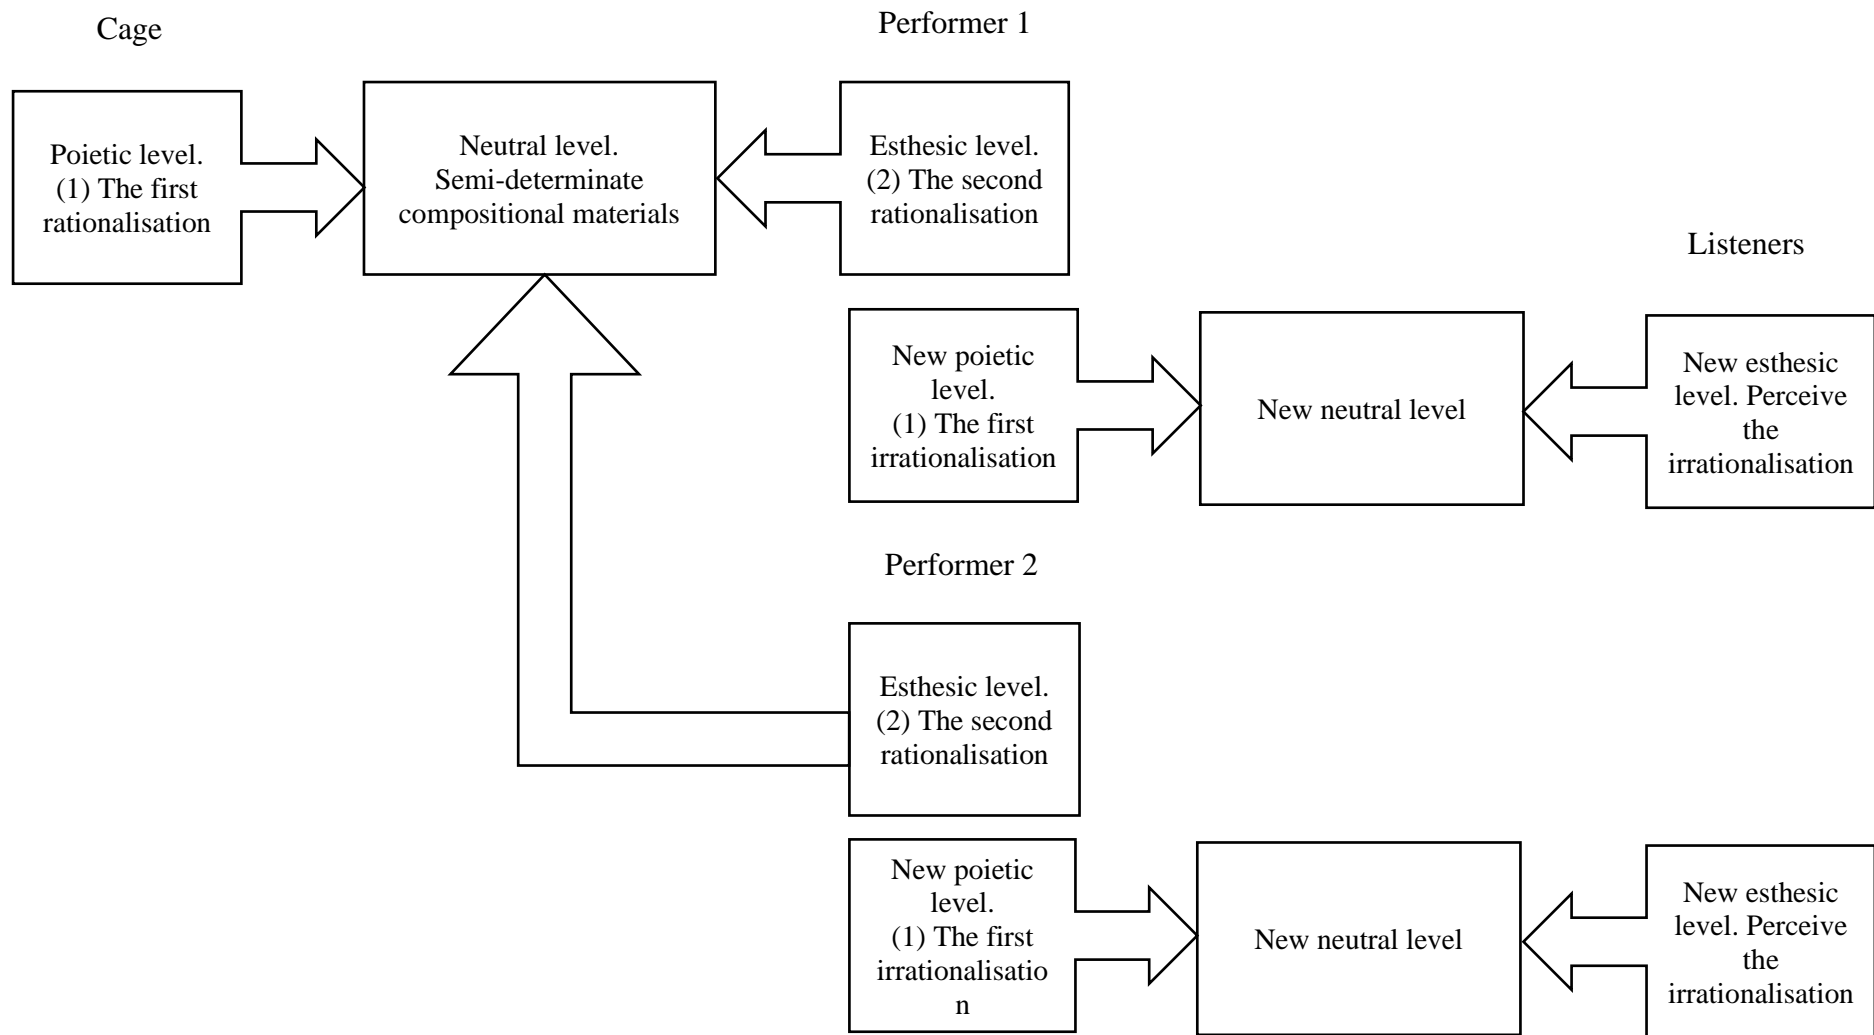 Cage
Performer 1
Poietic level.
(1) The first
rationalisation
Neutral level.
Semi-determinate
compositional materials
Esthesic level.
(2) The second
rationalisation
Listeners
New poietic
level.
(1) The first
irrationalisation
New neutral level
New esthesic
level. Perceive
the
irrationalisation
Performer 2
Esthesic level.
(2) The second
rationalisation
New poietic
level.
(1) The first
irrationalisatio
n
New neutral level
New esthesic
level. Perceive
the
irrationalisation